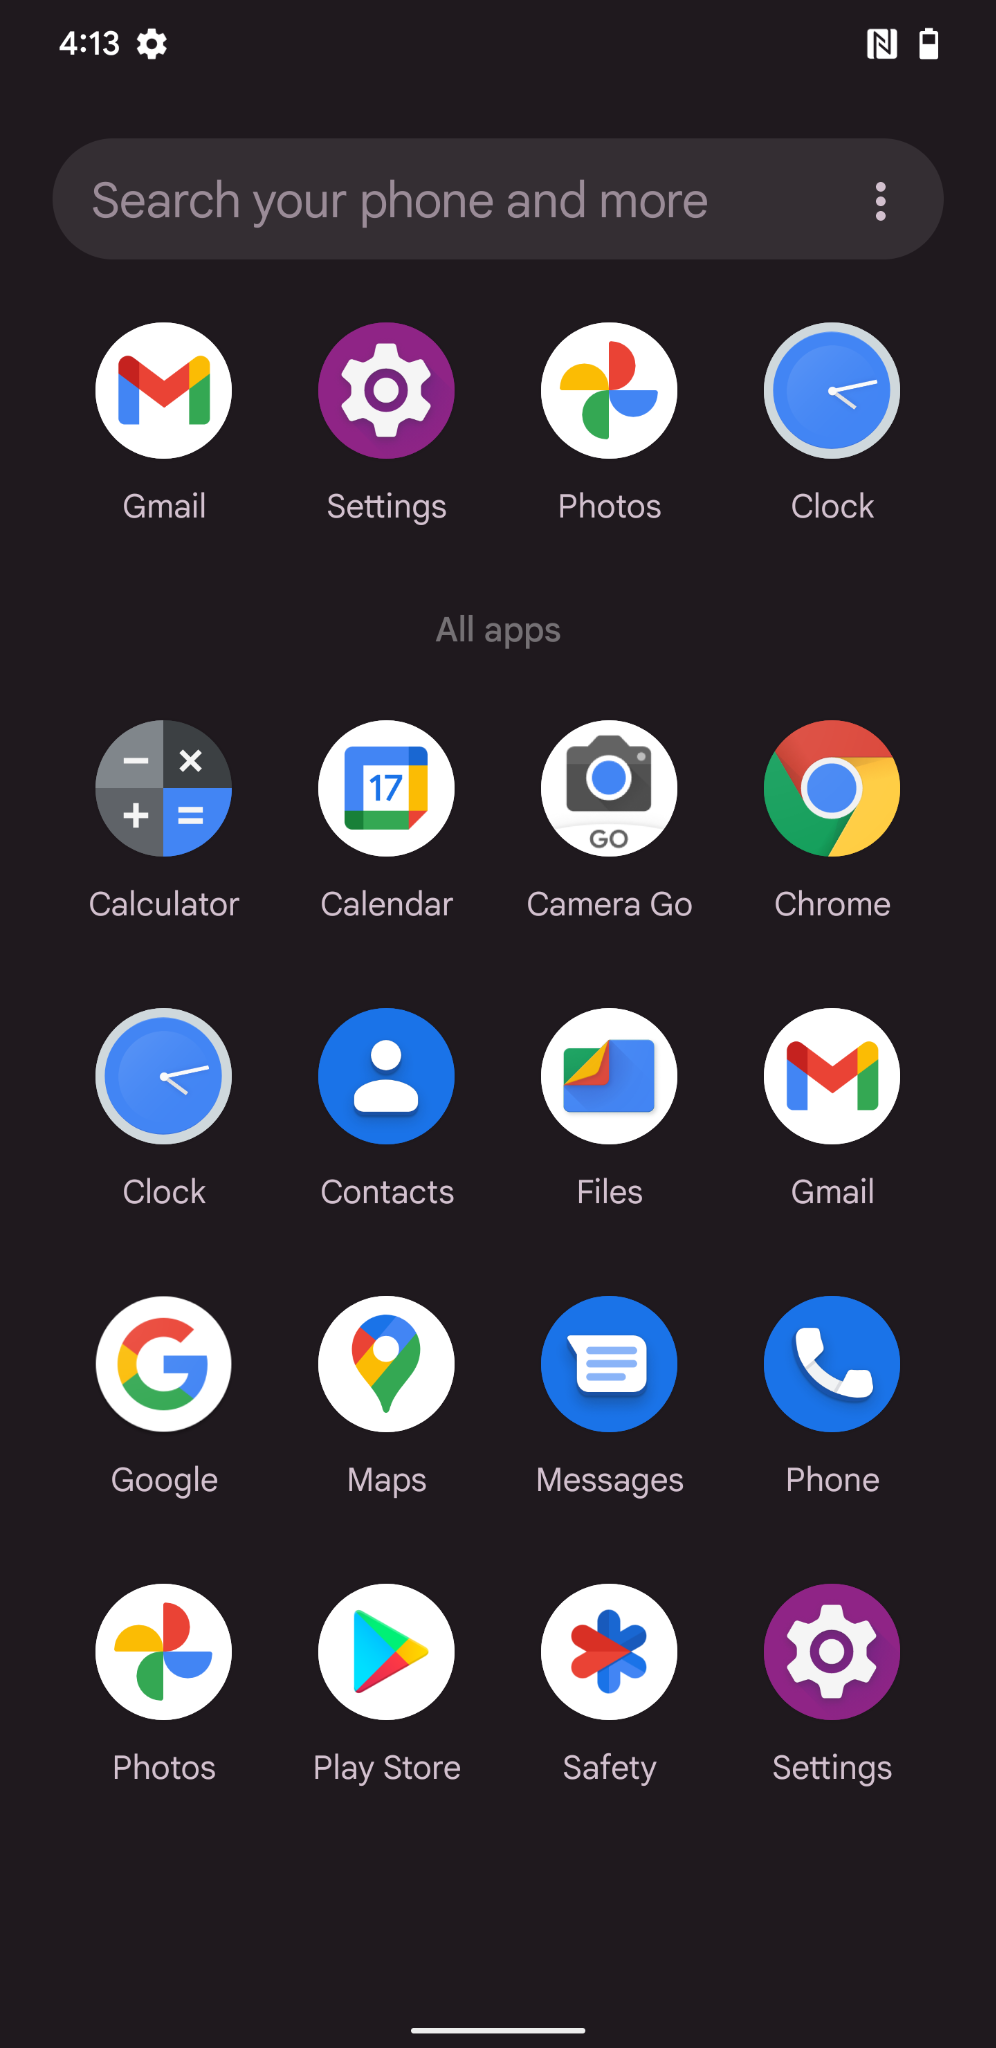 4:13
Search your phone and more
Gmail Settings Photos Clock
All apps
17
GO
Calculator Calendar Camera Go Chrome
Clock Contacts Files Gmail
Google Maps Messages Phone
Photos Play Store Safety Settings